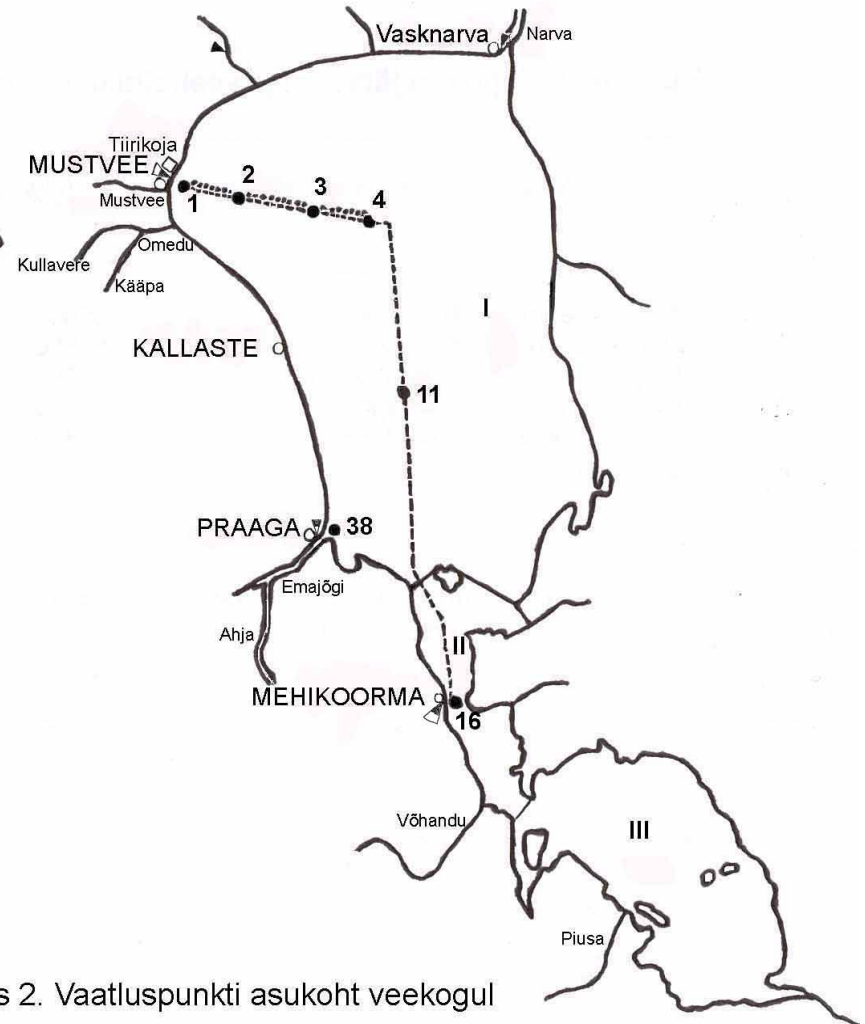 Vasknarva
Narva
Tiirikoja
MUSTVEE
Mustvee
1
2
3
4
Omedu
Kullavere
Kääpa
I
KALLASTE
11
PRAAGA
38
Emajõgi
Ahja
II
MEHIKOORMA
16
Võhandu
III
Piusa
s 2. Vaatluspunkti asukoht veekogul